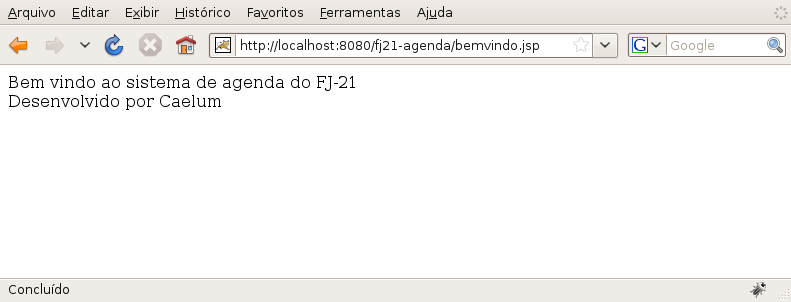 Arquivo Editar Exibir Histórico Favoritos Ferramentas Ajuda
http://localhost:8080/fj21-agenda/bemvindo.jsp G Google
Bem vindo ao sistema de agenda do FJ-21
Desenvolvido por Caelum
Concluído